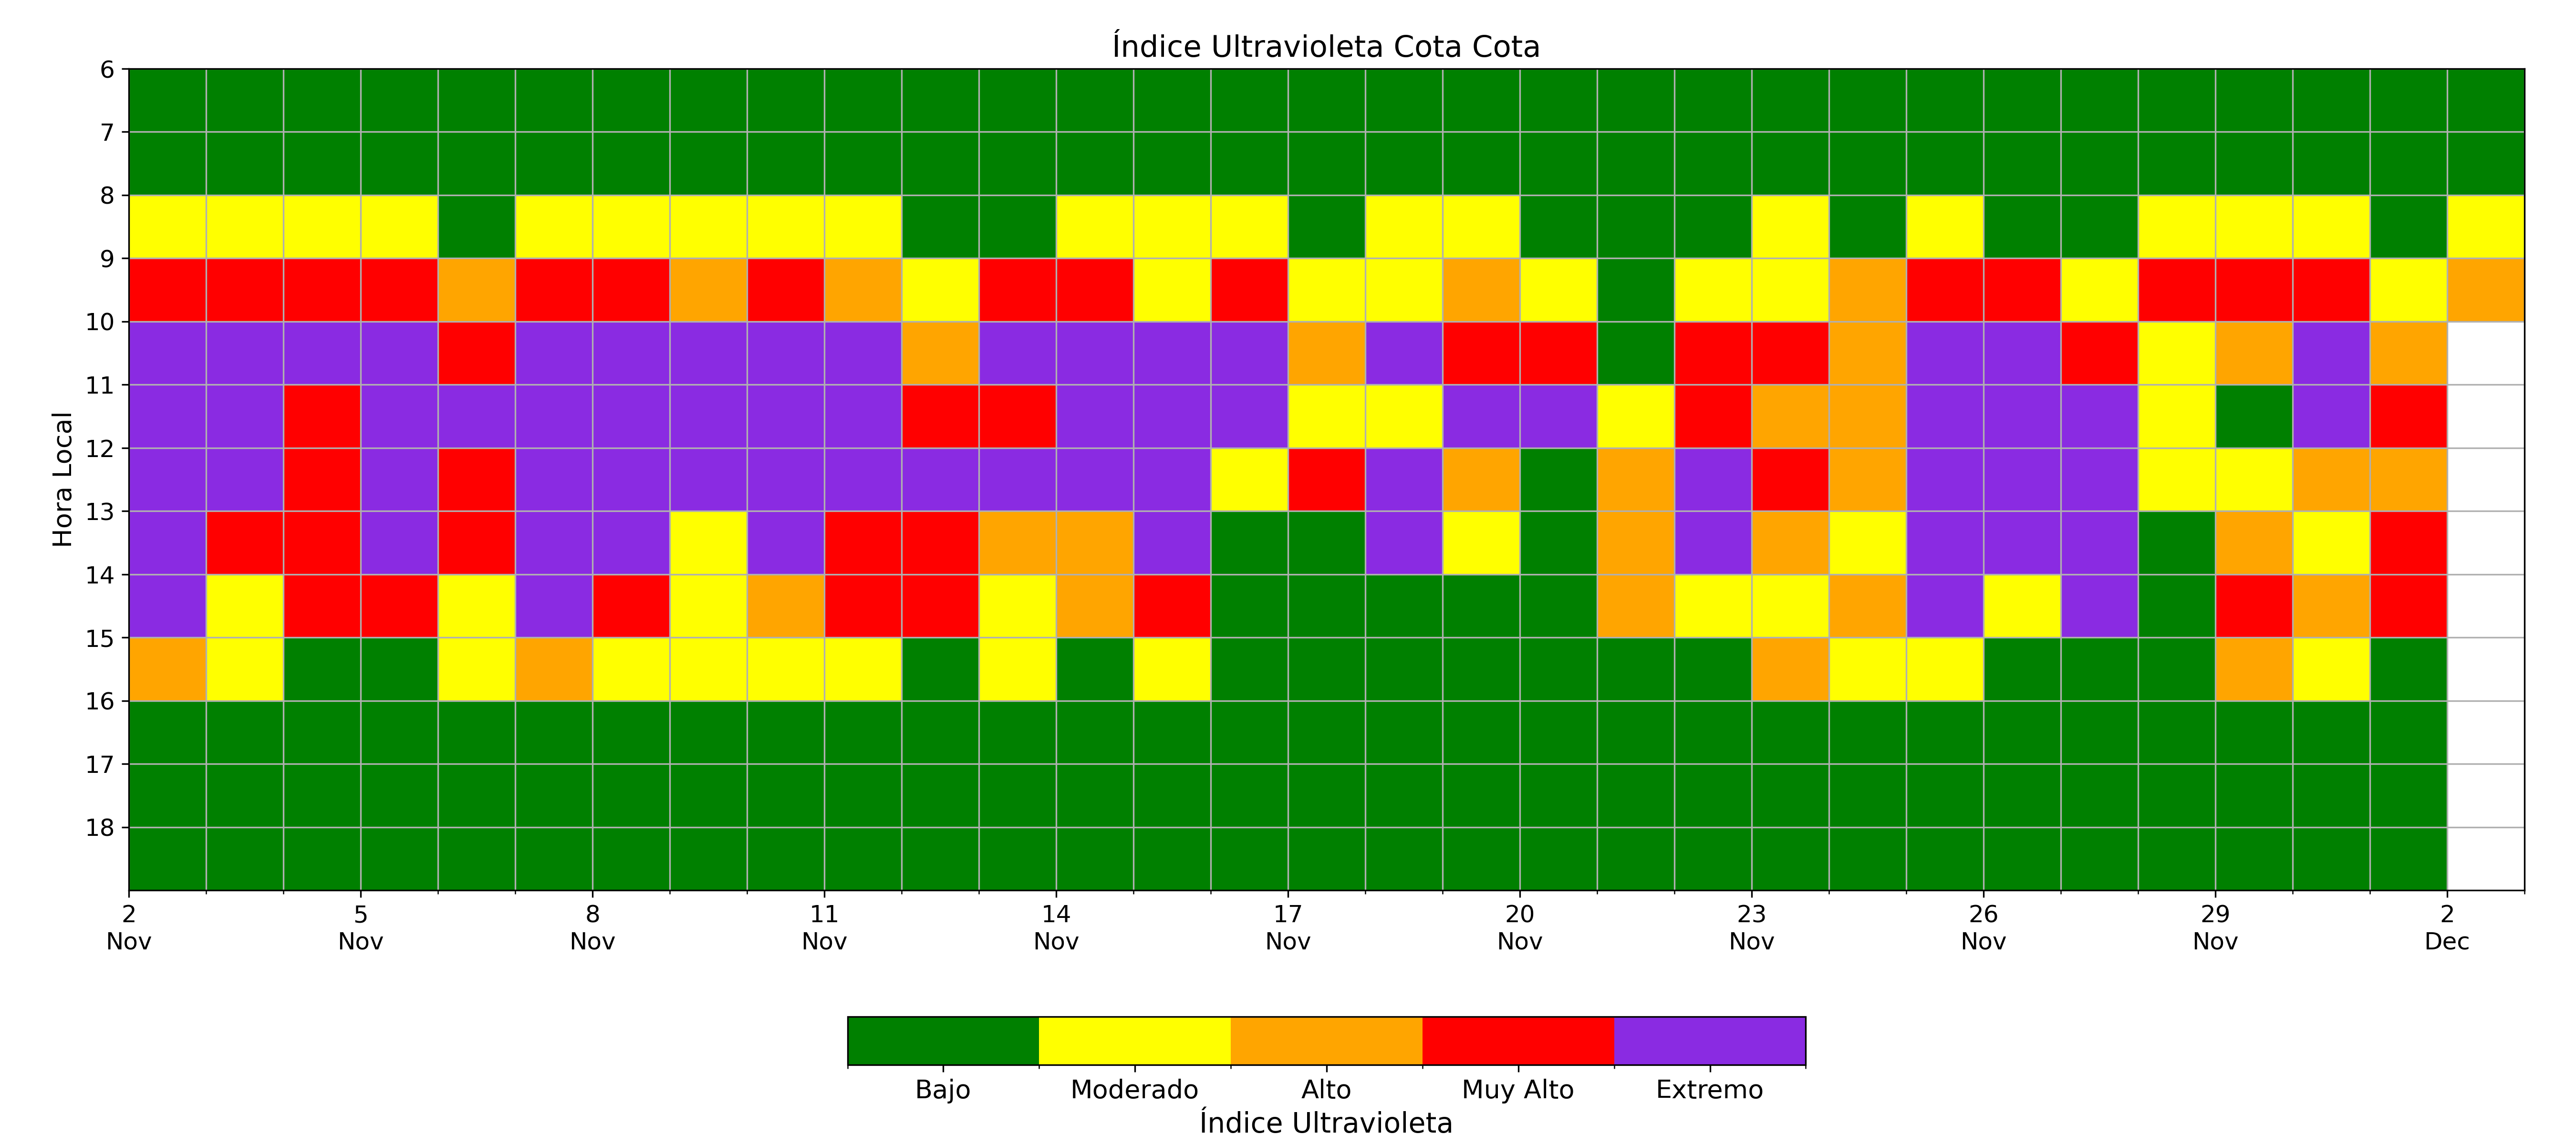 Índice Ultravioleta Cota Cota
Hora Local
6
7
8
9
10
11
12
13
14
15
16
17
18
2 5 8 11 14 17 20 23 26 29 2
Nov Nov Nov Nov Nov Nov Nov Nov Nov Nov Dec
Bajo Moderado Alto Muy Alto Extremo
Índice Ultravioleta